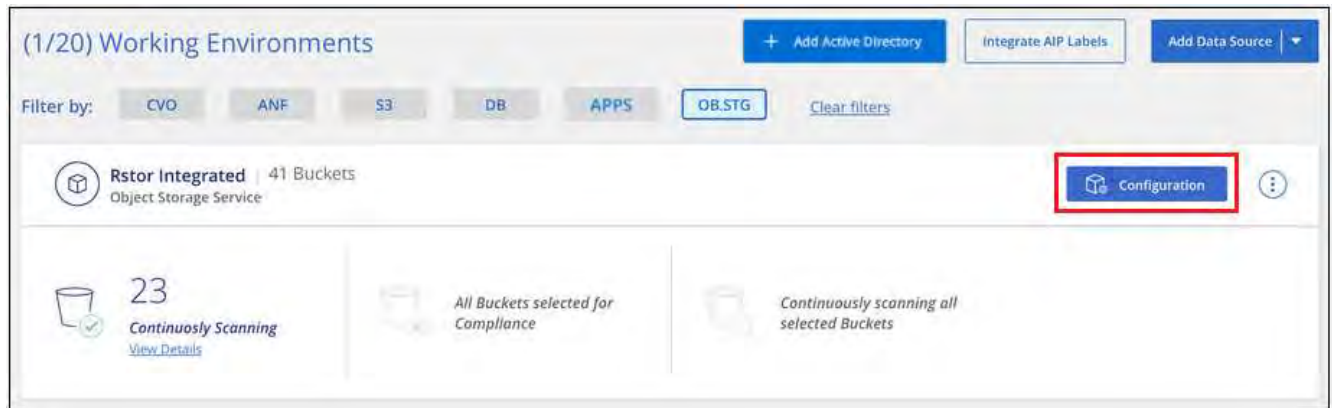 (1/20) Working Environments
+ Add Active Directory
Integrate AIP Labels
Add Data Source
Filter by:
CVO
ANF
S3
DB
APPS
OB.STG
Clear filters
Rstor Integrated | 41 Buckets
Object Storage Service
Configuration
23
Continuosly Scanning
View Details
All Buckets selected for
Compliance
Continuously scanning all
selected Buckets